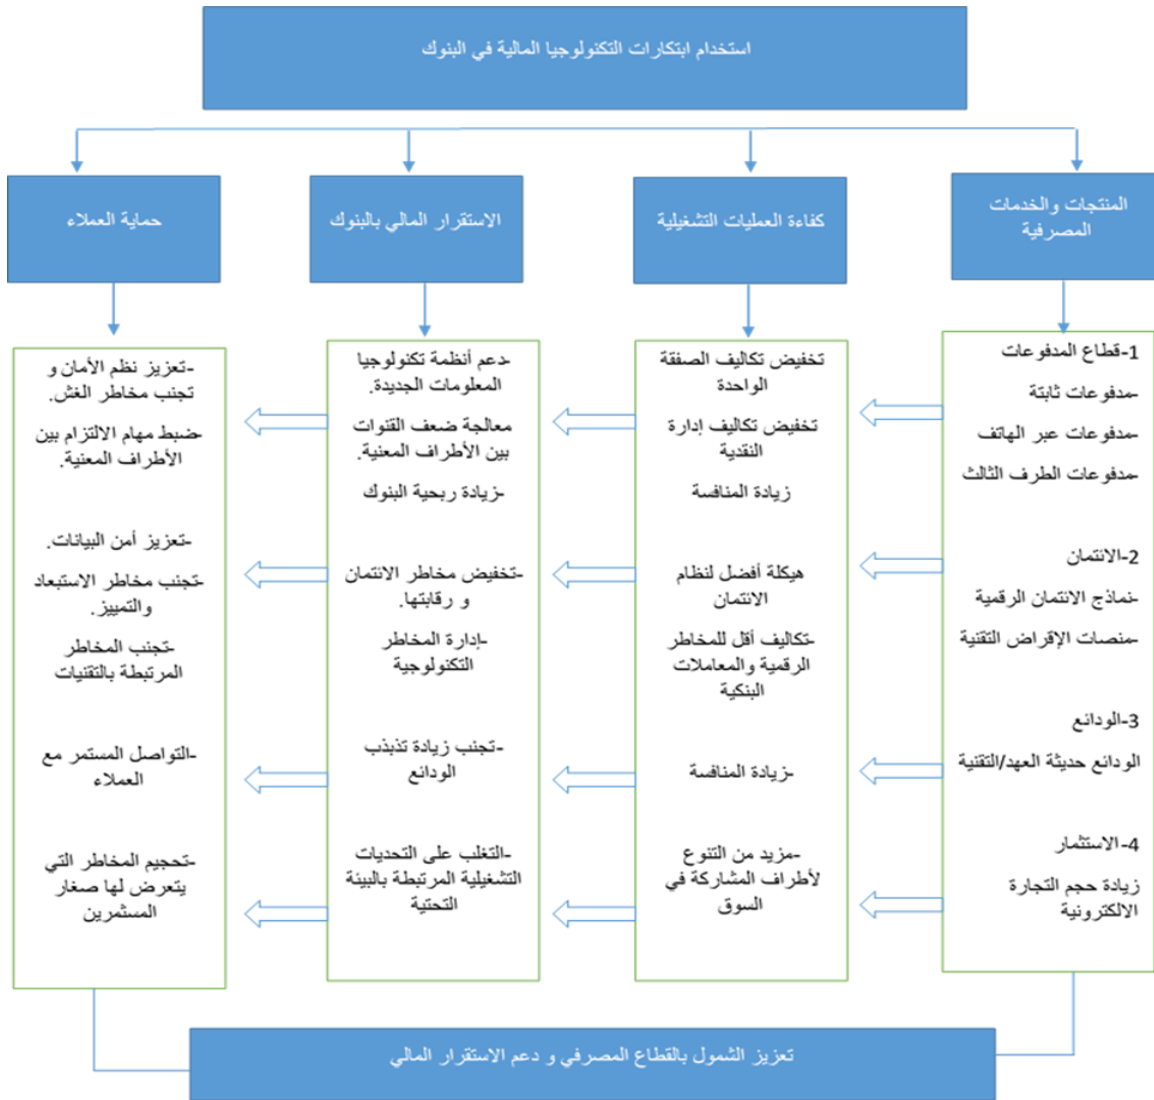 استخدام ابتكارات التكنولوجيا المالية في البنوك
المنتجات والخدمات
المصرفية
كفاءة العمليات التشغيلية
الاستقرار المالي بالبنوك
حماية العملاء
1-قطاع المدفوعات
-مدفوعات ثابتة
-مدفوعات عبر الهاتف
-مدفوعات الطرف الثالث
2-الائتمان
-نماذج الائتمان الرقمية
-منصات الإقراض التقنية
3-الودائع
الودائع حديثة العهد/التقنية
4-الاستثمار
زيادة حجم التجارة
الالكترونية
تخفيض تكاليف الصفقة
الواحدة
تخفيض تكاليف إدارة
النقدية
زيادة المنافسة
هيكلة أفضل لنظام
الائتمان
-تكاليف أقل للمخاطر
الرقمية والمعاملات
البنكية
-زيادة المنافسة
-مزيد من التنوع
لأطراف المشاركة في
السوق
-دعم أنظمة تكنولوجيا
المعلومات الجديدة.
معالجة ضعف القنوات
بين الأطراف المعنية.
-زيادة ربحية البنوك
-تخفيض مخاطر الائتمان
و رقابتها.
-إدارة المخاطر
التكنولوجية
-تجنب زيادة تذبذب
الودائع
-التغلب على التحديات
التشغيلية المرتبطة بالبيئة
التحتية
-تعزيز نظم الأمان و
تجنب مخاطر الغش.
-ضبط مهام الالتزام بين
الأطراف المعنية.
-تعزيز أمن البيانات.
-تجنب مخاطر الاستبعاد
والتمييز.
-تجنب المخاطر
المرتبطة بالتقنيات
-التواصل المستمر مع
العملاء
-تحجيم المخاطر التي
يتعرض لها صغار
المستثمرين
تعزيز الشمول بالقطاع المصرفي و دعم الاستقرار المالي